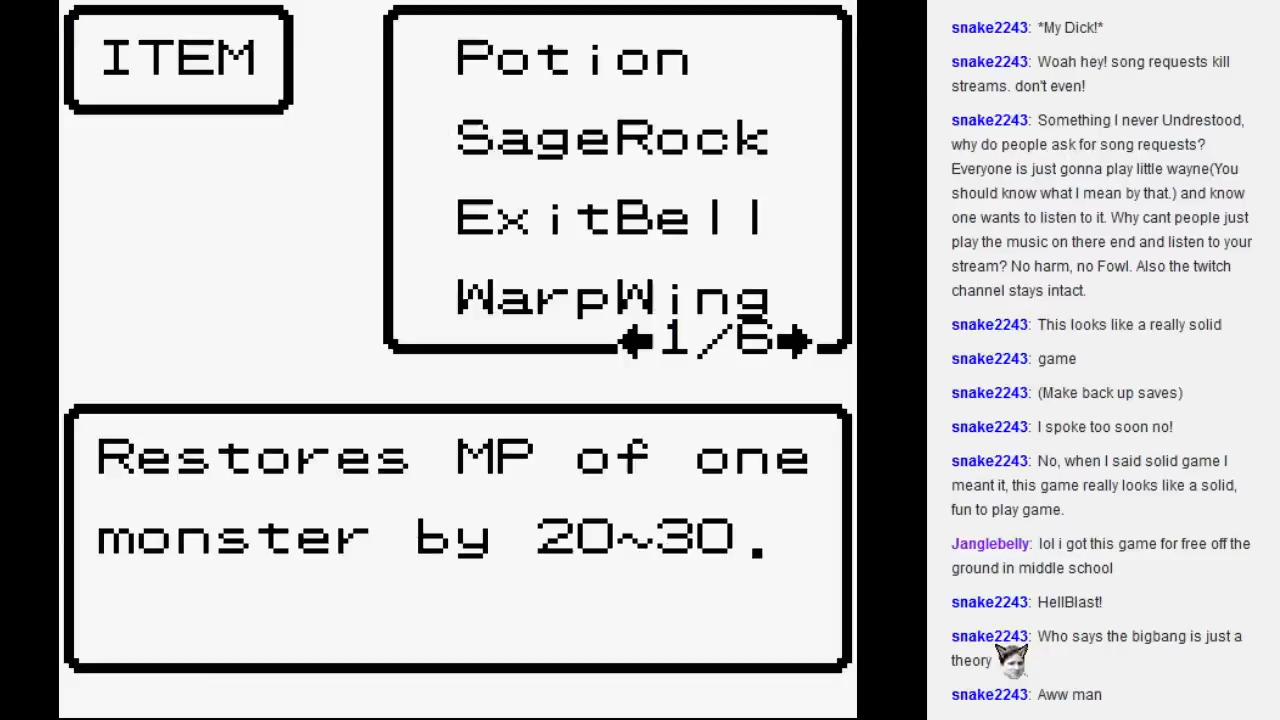 ITEM
Potion
SageRock
ExitBell
WarpWing
1/6
Restores MP of one
monster by 20~30.
snake2243: *My Dick!*
snake2243: Woah hey! song requests kill
streams. don't even!
snake2243: Something I never Undrestood,
why do people ask for song requests?
Everyone is just gonna play little wayne(You
should know what I mean by that.) and know
one wants to listen to it. Why cant people just
play the music on there end and listen to your
stream? No harm, no Fowl. Also the twitch
channel stays intact.
snake2243: This looks like a really solid
snake2243: game
snake2243: (Make back up saves)
snake2243: I spoke too soon no!
snake2243: No, when I said solid game I
meant it, this game really looks like a solid,
fun to play game.
Janglebelly: lol i got this game for free off the
ground in middle school
snake2243: HellBlast!
snake2243: Who says the bigbang is just a
theory
snake2243: Aww man